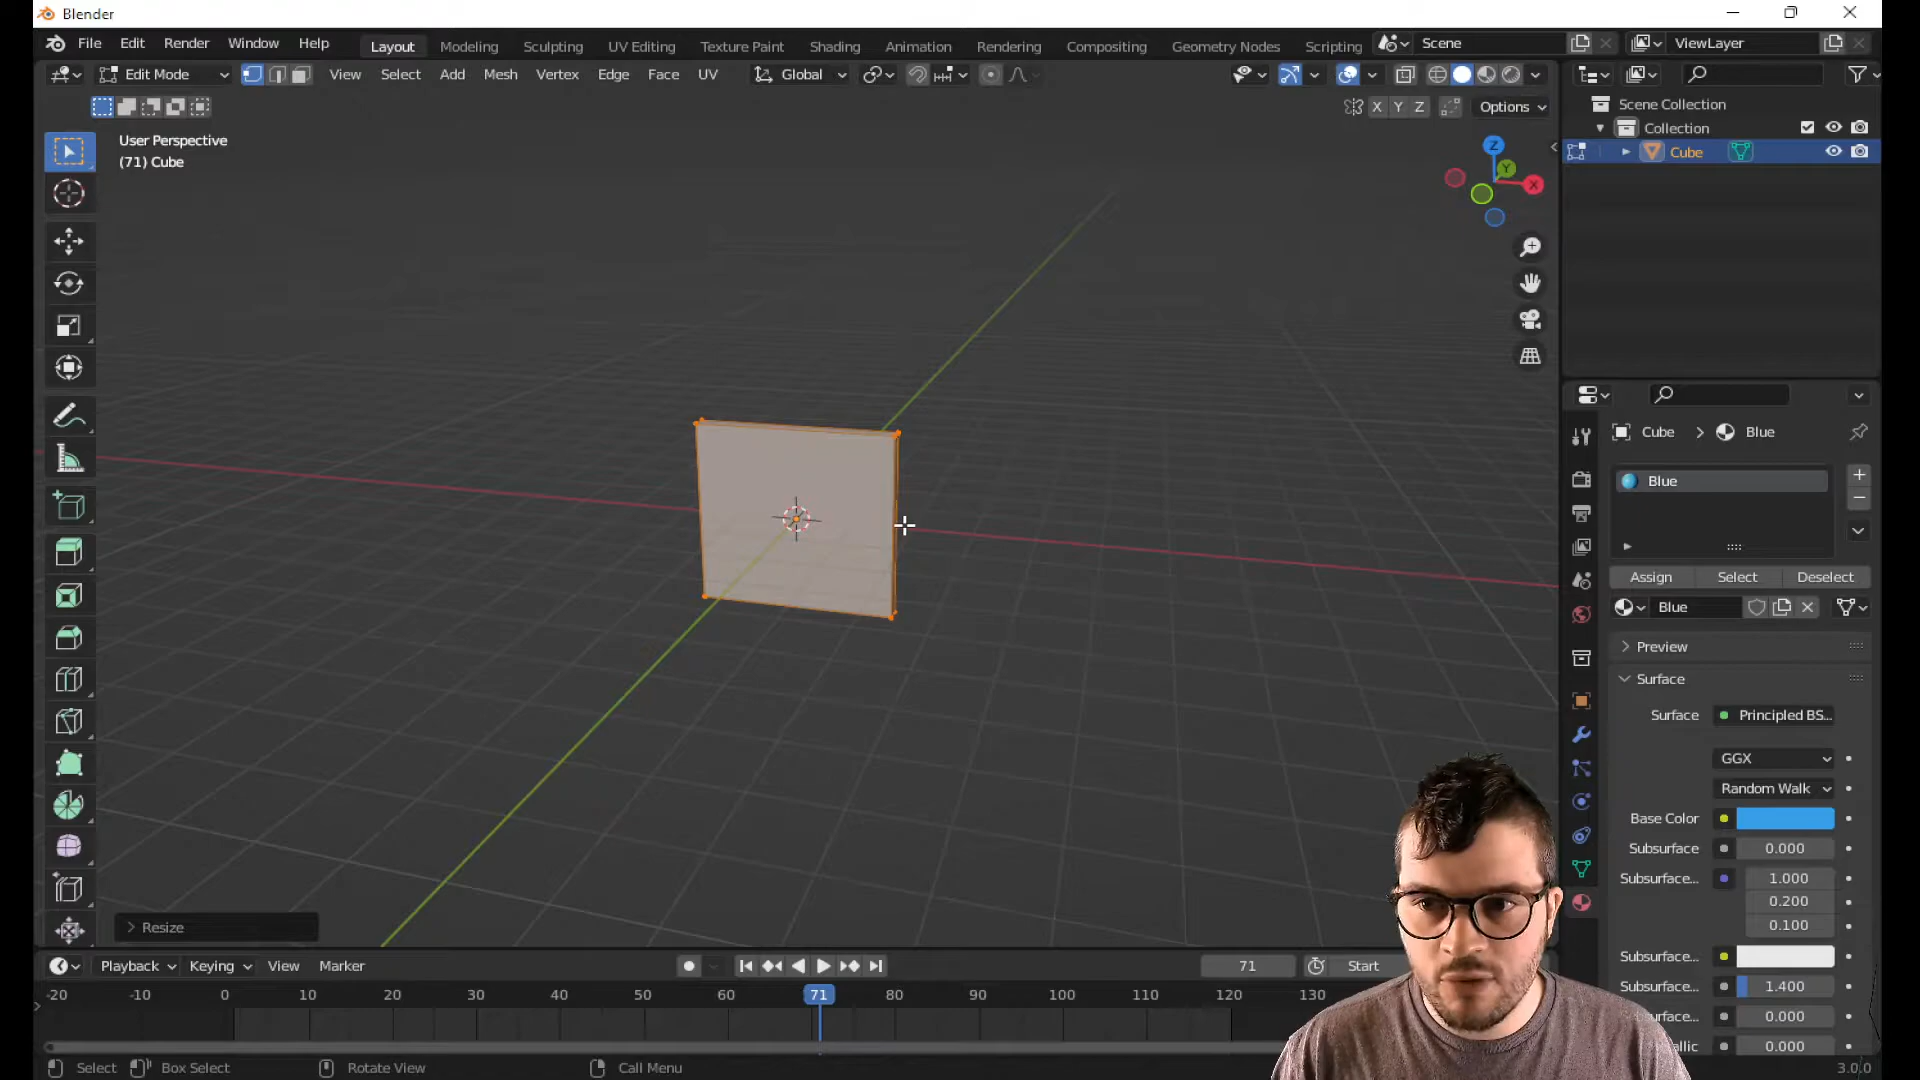 Blender
File Edit Render Window Help Layout Modeling Sculpting UV Editing Texture Paint Shading Animation Rendering Compositing Geometry Nodes Scripting Scene ViewLayer
Edit Mode View Select Add Mesh Vertex Edge Face UV Global
X Y Z Options
User Perspective
(71) Cube
Z
Y
X
Scene Collection
Collection
Cube
Cube > Blue
Blue
Assign Select Deselect
Blue
Preview
Surface
Surface Principled BS...
GGX
Random Walk
Base Color
Subsurface 0.000
Subsurface... 1.000
0.200
0.100
Subsurface...
Subsurface... 1.400
...surface... 0.000
...allic 0.000
Resize
Playback Keying View Marker 71 Start
-20 -10 0 10 20 30 40 50 60 71 80 90 100 110 120 130
Select Box Select Rotate View Call Menu 3.0.0